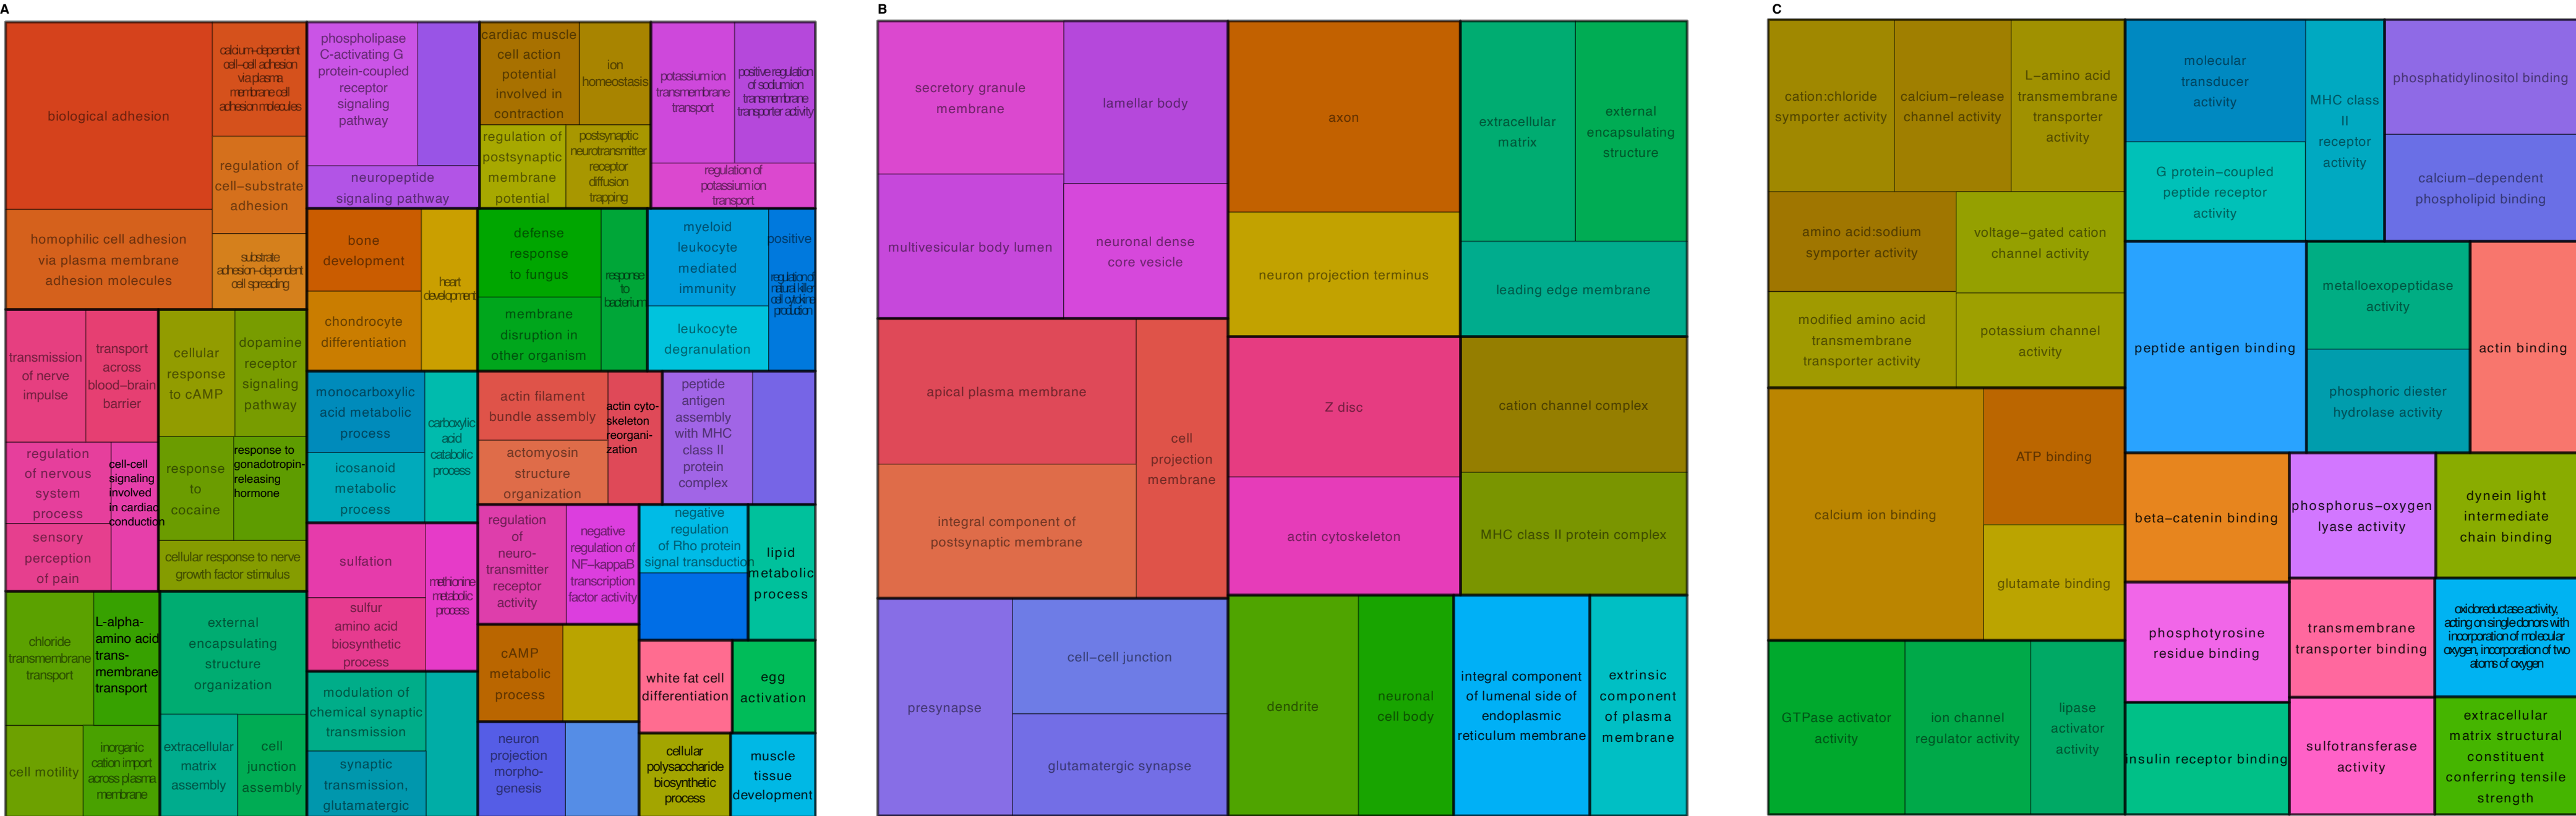 A
biological adhesion
calcium−dependent
cell−cell adhesion
via plasma
membrane cell
adhesion molecules
regulation of
cell−substrate
adhesion
homophilic cell adhesion
via plasma membrane
adhesion molecules
substrate
adhesion−dependent
cell spreading
phospholipase
C-activating G
protein-coupled
receptor
signaling
pathway
neuropeptide
signaling pathway
cardiac muscle
cell action
potential
involved in
contraction
ion
homeostasis
regulation of
postsynaptic
membrane
potential
postsynaptic
neurotransmitter
receptor
diffusion
trapping
potassium ion
transmembrane
transport
positive regulation
of sodium ion
transmembrane
transporter activity
regulation of
potassium ion
transport
bone
development
chondrocyte
differentiation
heart
development
defense
response
to fungus
membrane
disruption in
other organism
response
to
bacterium
myeloid
leukocyte
mediated
immunity
leukocyte
degranulation
positive
regulation of
natural killer
cell cytokine
production
transmission
of nerve
impulse
transport
across
blood−brain
barrier
regulation
of nervous
system
process
cell-cell
signaling
involved
in cardiac
conduction
sensory
perception
of pain
cellular
response
to cAMP
dopamine
receptor
signaling
pathway
response
to
cocaine
response to
gonadotropin-
releasing
hormone
cellular response to nerve
growth factor stimulus
monocarboxylic
acid metabolic
process
icosanoid
metabolic
process
carboxylic
acid
catabolic
process
actin filament
bundle assembly
actomyosin
structure
organization
actin cyto-
skeleton
reorgani-
zation
peptide
antigen
assembly
with MHC
class II
protein
complex
sulfation
sulfur
amino acid
biosynthetic
process
methionine
metabolic
process
regulation
of
neuro-
transmitter
receptor
activity
negative
regulation of
NF−kappaB
transcription
factor activity
negative
regulation
of Rho protein
signal transduction
lipid
metabolic
process
chloride
transmembrane
transport
L-alpha-
amino acid
trans-
membrane
transport
cell motility
inorganic
cation import
across plasma
membrane
external
encapsulating
structure
organization
extracellular
matrix
assembly
cell
junction
assembly
modulation of
chemical synaptic
transmission
synaptic
transmission,
glutamatergic
cAMP
metabolic
process
neuron
projection
morpho-
genesis
white fat cell
differentiation
egg
activation
cellular
polysaccharide
biosynthetic
process
muscle
tissue
development
B
secretory granule
membrane
lamellar body
multivesicular body lumen
neuronal dense
core vesicle
axon
neuron projection terminus
extracellular
matrix
external
encapsulating
structure
leading edge membrane
apical plasma membrane
cell
projection
membrane
integral component of
postsynaptic membrane
Z disc
actin cytoskeleton
cation channel complex
MHC class II protein complex
presynapse
cell−cell junction
glutamatergic synapse
dendrite
neuronal
cell body
integral component
of lumenal side of
endoplasmic
reticulum membrane
extrinsic
component
of plasma
membrane
C
cation:chloride
symporter activity
calcium−release
channel activity
L−amino acid
transmembrane
transporter
activity
amino acid:sodium
symporter activity
voltage−gated cation
channel activity
modified amino acid
transmembrane
transporter activity
potassium channel
activity
molecular
transducer
activity
G protein−coupled
peptide receptor
activity
MHC class
II
receptor
activity
phosphatidylinositol binding
calcium−dependent
phospholipid binding
peptide antigen binding
metalloexopeptidase
activity
phosphoric diester
hydrolase activity
actin binding
calcium ion binding
ATP binding
glutamate binding
beta−catenin binding
phosphorus−oxygen
lyase activity
dynein light
intermediate
chain binding
phosphotyrosine
residue binding
transmembrane
transporter binding
oxidoreductase activity,
acting on single donors with
incorporation of molecular
oxygen, incorporation of two
atoms of oxygen
GTPase activator
activity
ion channel
regulator activity
lipase
activator
activity
insulin receptor binding
sulfotransferase
activity
extracellular
matrix structural
constituent
conferring tensile
strength